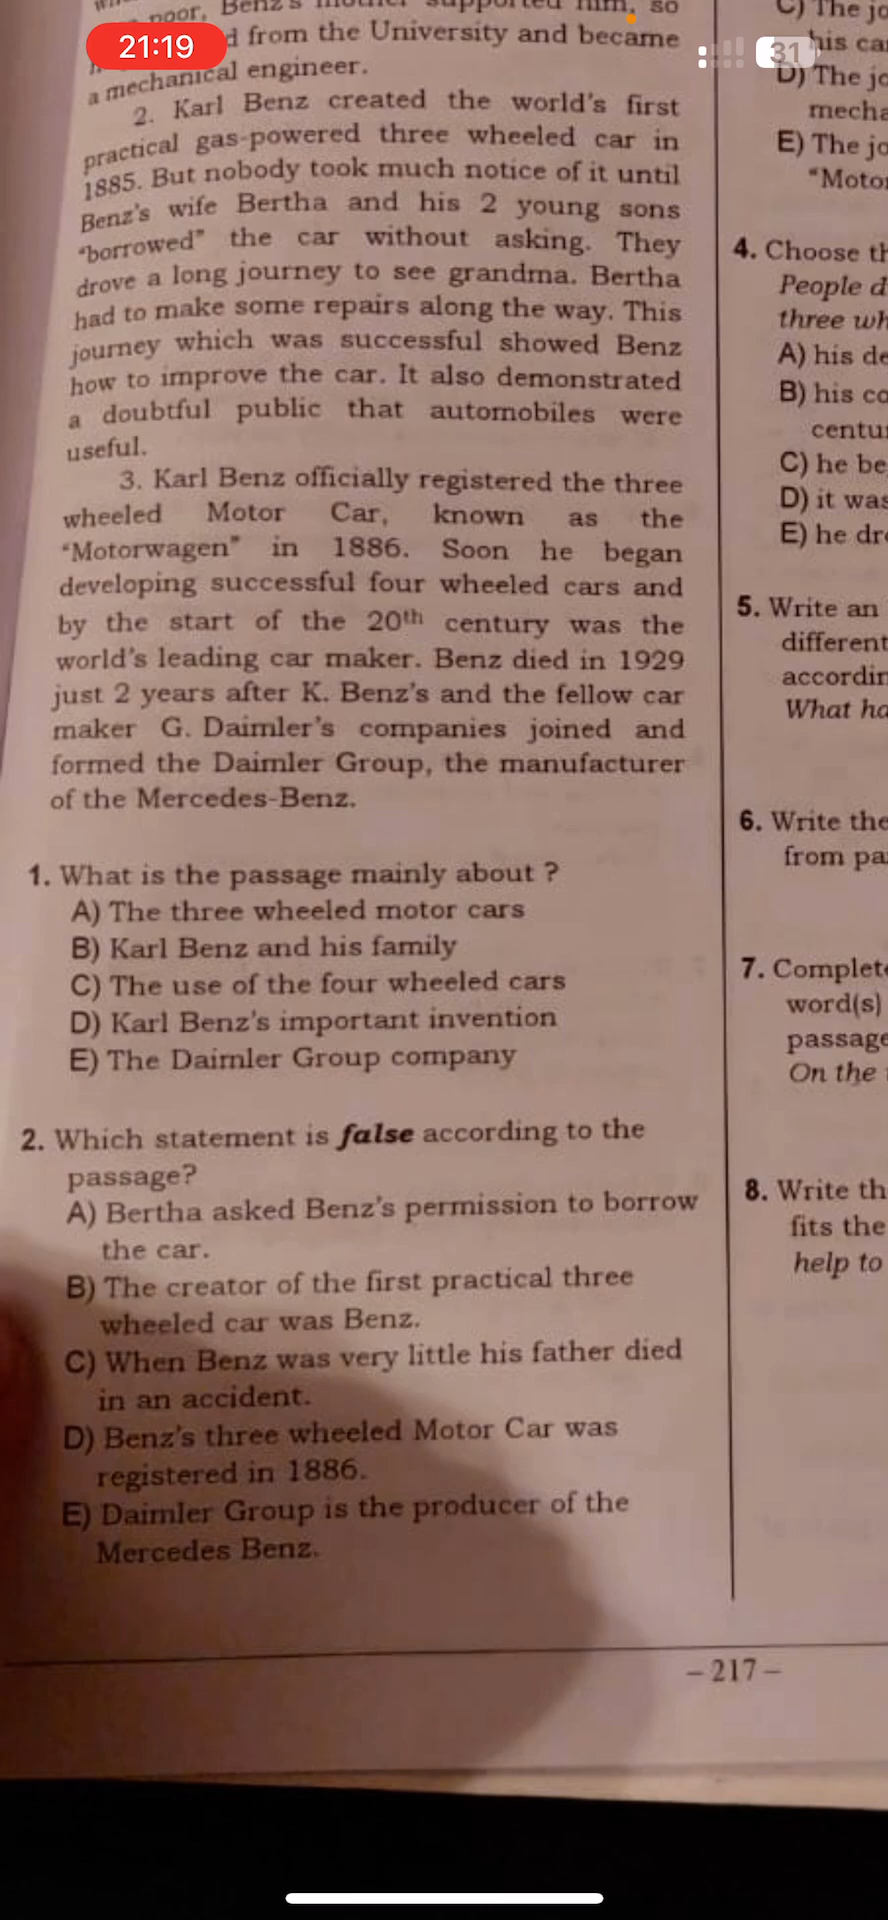 21:19
31
poor, Benz's mother supported him, so
from the University and became
a mechanical engineer.
2. Karl Benz created the world's first
practical gas-powered three wheeled car in
1885. But nobody took much notice of it until
Benz's wife Bertha and his 2 young sons
"borrowed" the car without asking. They
drove a long journey to see grandma. Bertha
had to make some repairs along the way. This
journey which was successful showed Benz
how to improve the car. It also demonstrated
a doubtful public that automobiles were
useful.
3. Karl Benz officially registered the three
wheeled Motor Car, known as the
"Motorwagen" in 1886. Soon he began
developing successful four wheeled cars and
by the start of the 20th century was the
world's leading car maker. Benz died in 1929
just 2 years after K. Benz's and the fellow car
maker G. Daimler's companies joined and
formed the Daimler Group, the manufacturer
of the Mercedes-Benz.
1. What is the passage mainly about ?
A) The three wheeled motor cars
B) Karl Benz and his family
C) The use of the four wheeled cars
D) Karl Benz's important invention
E) The Daimler Group company
2. Which statement is false according to the
passage?
A) Bertha asked Benz's permission to borrow
the car.
B) The creator of the first practical three
wheeled car was Benz.
C) When Benz was very little his father died
in an accident.
D) Benz's three wheeled Motor Car was
registered in 1886.
E) Daimler Group is the producer of the
Mercedes Benz.
C) The jo
his ca
D) The jo
mecha
E) The jo
"Motor
4. Choose th
People d
three wh
A) his de
B) his co
centu
C) he be
D) it was
E) he dr
5. Write an
different
accordin
What ha
6. Write the
from pa
7. Complete
word(s)
passage
On the
8. Write th
fits the
help to
– 217 –